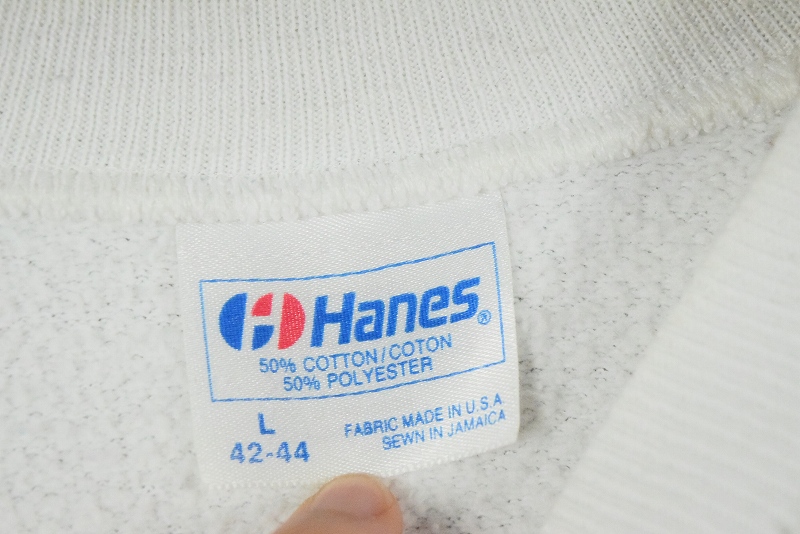 Hanes®
50% COTTON/COTON
50% POLYESTER
L
42-44
FABRIC MADE IN U.S.A.
SEWN IN JAMAICA